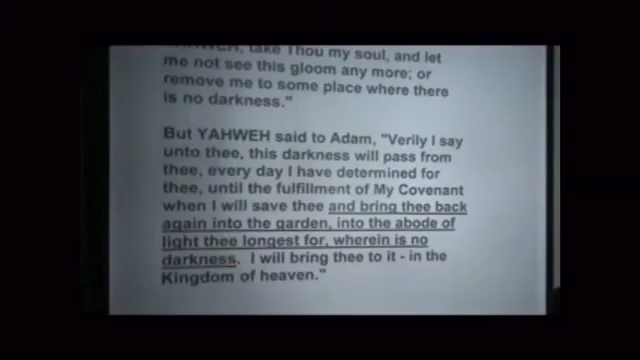 take Thou my soul, and let
me not see this gloom any more; or
remove me to some place where there
is no darkness."
But YAHWEH said to Adam, "Verily I say
unto thee, this darkness will pass from
thee, every day I have determined for
thee, until the fulfillment of My Covenant
when I will save thee and bring thee back
again into the garden, into the abode of
light thee longest for, wherein is no
darkness. I will bring thee to it - in the
Kingdom of heaven."